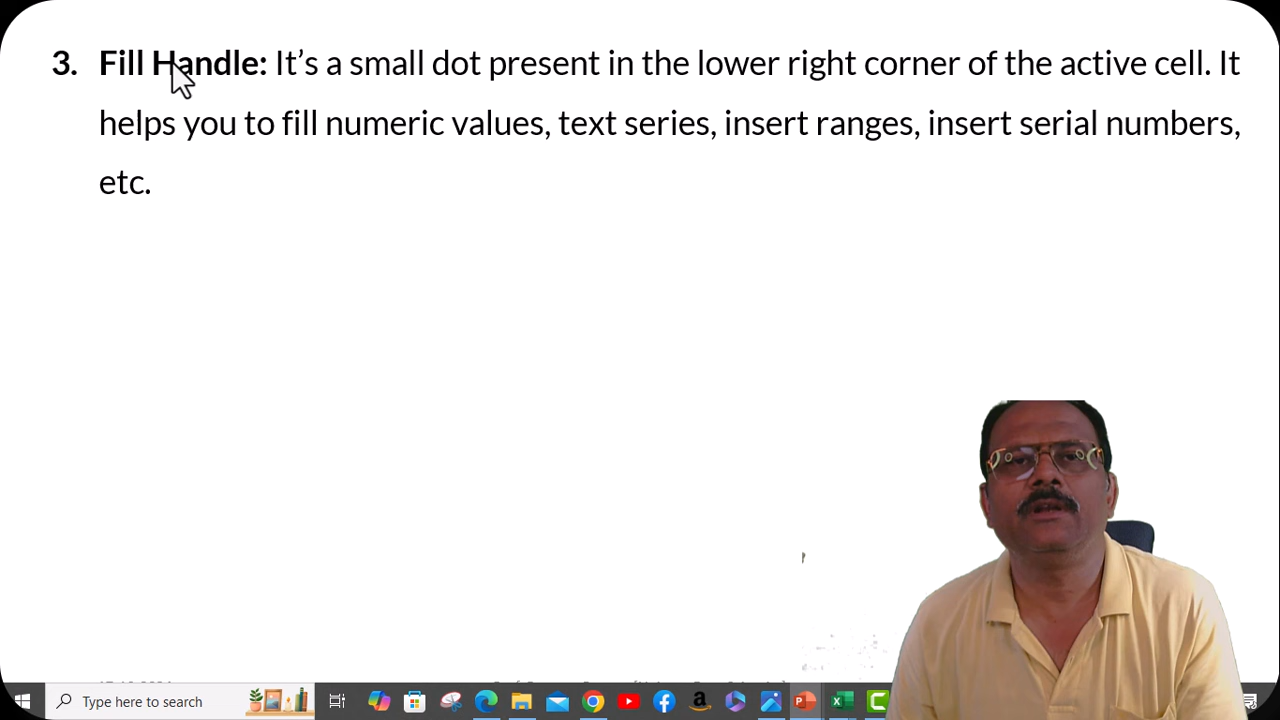 3. Fill Handle: It’s a small dot present in the lower right corner of the active cell. It
helps you to fill numeric values, text series, insert ranges, insert serial numbers,
etc.
Type here to search